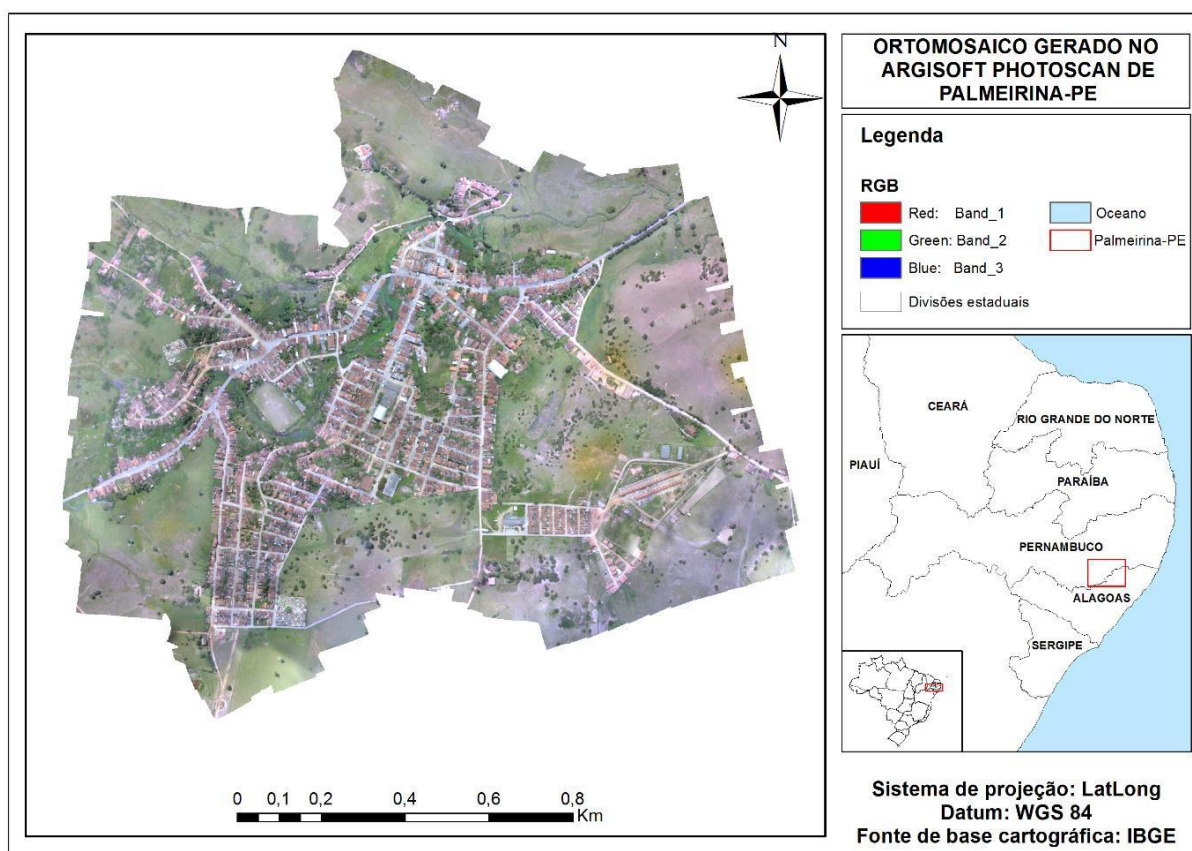 N
ORTOMOSAICO GERADO NO
ARGISOFT PHOTOSCAN DE
PALMEIRINA-PE
Legenda
RGB
Red: Band_1
Green: Band_2
Blue: Band_3
Divisões estaduais
Oceano
Palmeirina-PE
CEARÁ
RIO GRANDE DO NORTE
PIAUÍ
PARAÍBA
PERNAMBUCO
ALAGOAS
SERGIPE
0 0,1 0,2 0,4 0,6 0,8
Km
Sistema de projeção: LatLong
Datum: WGS 84
Fonte de base cartográfica: IBGE